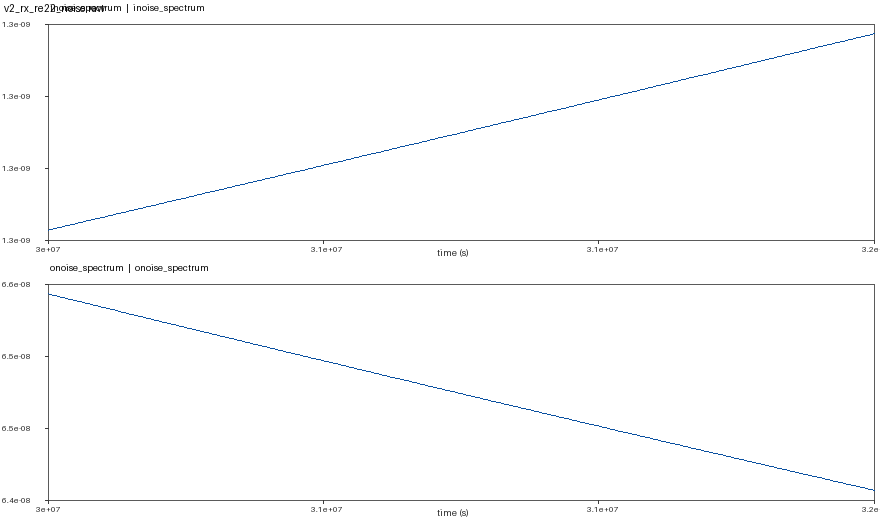 v2_rx_re22_noise.raw
inoise_spectrum | inoise_spectrum
1.3e-09
1.3e-09
1.3e-09
1.3e-09
3e+07 3.1e+07 3.1e+07 3.2e
time (s)
onoise_spectrum | onoise_spectrum
6.6e-08
6.5e-08
6.5e-08
6.4e-08
3e+07 3.1e+07 3.1e+07 3.2e
time (s)